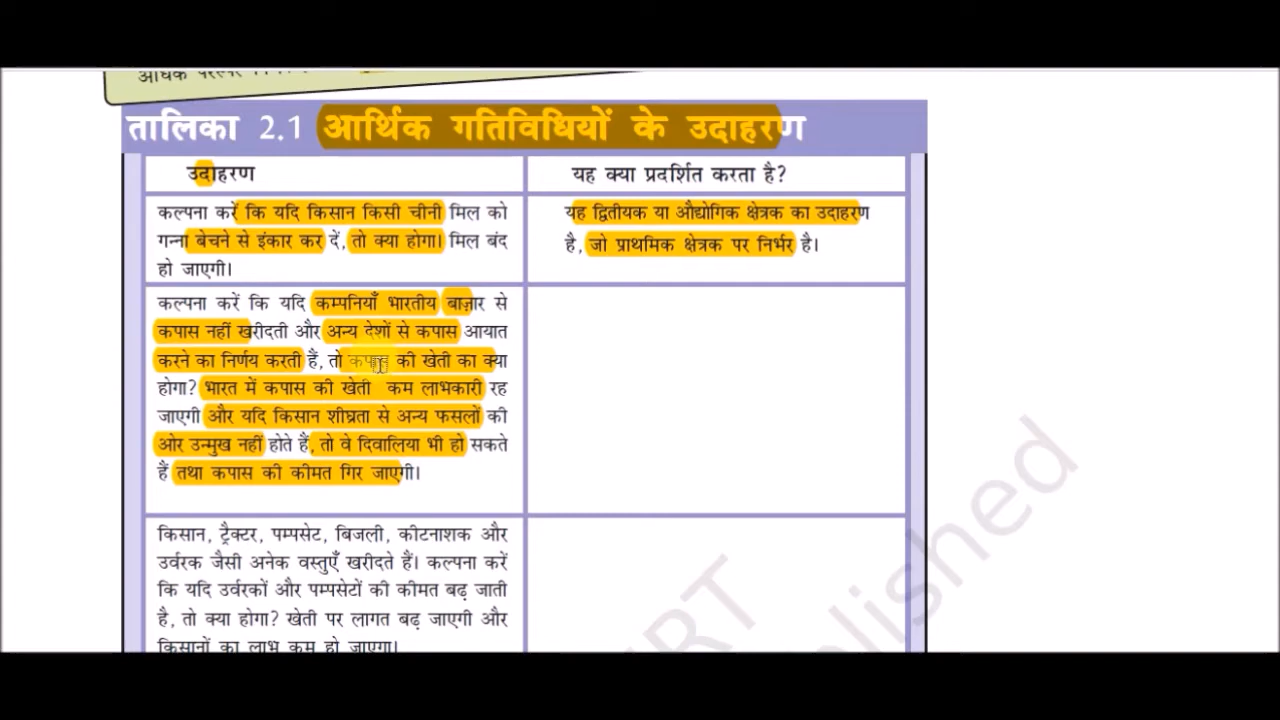 तालिका 2.1 आर्थिक गतिविधियों के उदाहरण
उदाहरण
यह क्या प्रदर्शित करता है?
कल्पना करें कि यदि किसान किसी चीनी मिल को
गन्ना बेचने से इंकार कर दें, तो क्या होगा। मिल बंद
हो जाएगी।
यह द्वितीयक या औद्योगिक क्षेत्रक का उदाहरण
है, जो प्राथमिक क्षेत्रक पर निर्भर है।
कल्पना करें कि यदि कम्पनियाँ भारतीय बाज़ार से
कपास नहीं खरीदती और अन्य देशों से कपास आयात
करने का निर्णय करती हैं, तो कपास की खेती का क्या
होगा? भारत में कपास की खेती कम लाभकारी रह
जाएगी और यदि किसान शीघ्रता से अन्य फसलों की
ओर उन्मुख नहीं होते हैं, तो वे दिवालिया भी हो सकते
हैं तथा कपास की कीमत गिर जाएगी।
किसान, ट्रैक्टर, पम्पसेट, बिजली, कीटनाशक और
उर्वरक जैसी अनेक वस्तुएँ खरीदते हैं। कल्पना करें
कि यदि उर्वरकों और पम्पसेटों की कीमत बढ़ जाती
है, तो क्या होगा? खेती पर लागत बढ़ जाएगी और
किसानों का लाभ कम हो जाएगा।